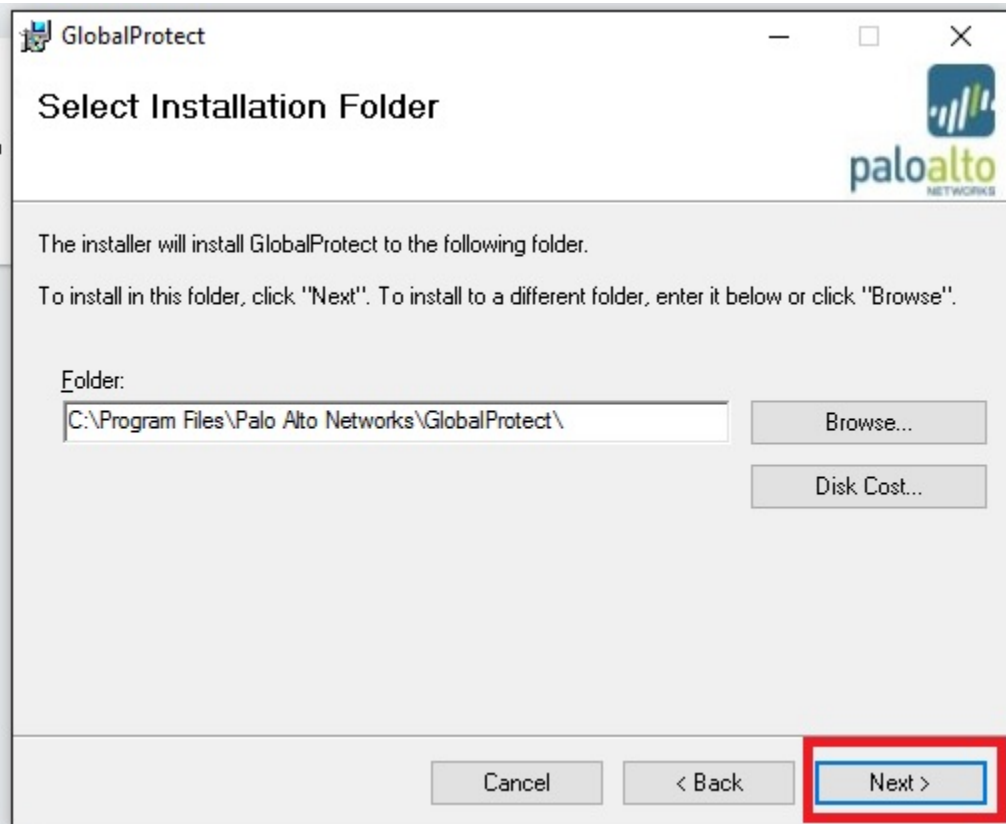 GlobalProtect
Select Installation Folder
paloalto
NETWORKS
The installer will install GlobalProtect to the following folder.
To install in this folder, click "Next". To install to a different folder, enter it below or click "Browse".
Folder:
C:\Program Files\Palo Alto Networks\GlobalProtect\
Browse...
Disk Cost...
Cancel
< Back
Next >